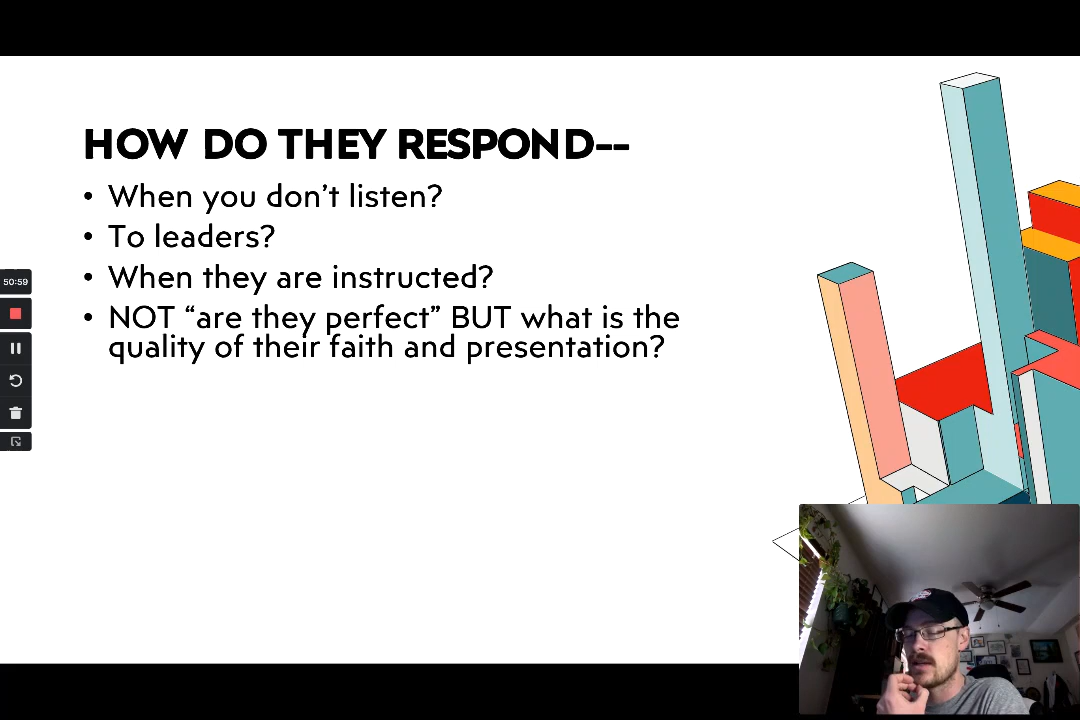 HOW DO THEY RESPOND--
• When you don’t listen?
• To leaders?
• When they are instructed?
• NOT “are they perfect” BUT what is the
quality of their faith and presentation?
50:59